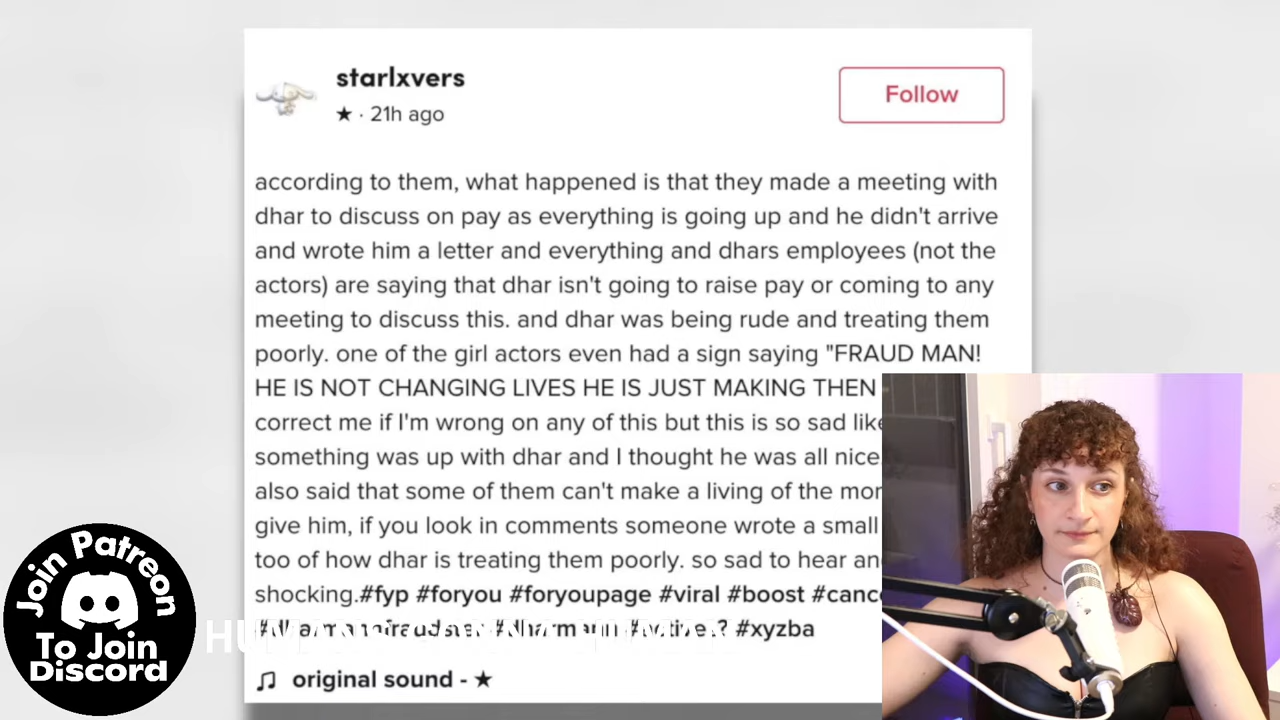 starlxvers
★ · 21h ago
Follow
according to them, what happened is that they made a meeting with
dhar to discuss on pay as everything is going up and he didn't arrive
and wrote him a letter and everything and dhars employees (not the
actors) are saying that dhar isn't going to raise pay or coming to any
meeting to discuss this. and dhar was being rude and treating them
poorly. one of the girl actors even had a sign saying "FRAUD MAN!
HE IS NOT CHANGING LIVES HE IS JUST MAKING THEN
correct me if I'm wrong on any of this but this is so sad like
something was up with dhar and I thought he was all nice.
also said that some of them can't make a living of the
give him, if you look in comments someone wrote a small
too of how dhar is treating them poorly. so sad to hear
shocking.#fyp #foryou #foryoupage #viral #boost
#xyzba
original sound - ★
Join Patreon
To Join
Discord